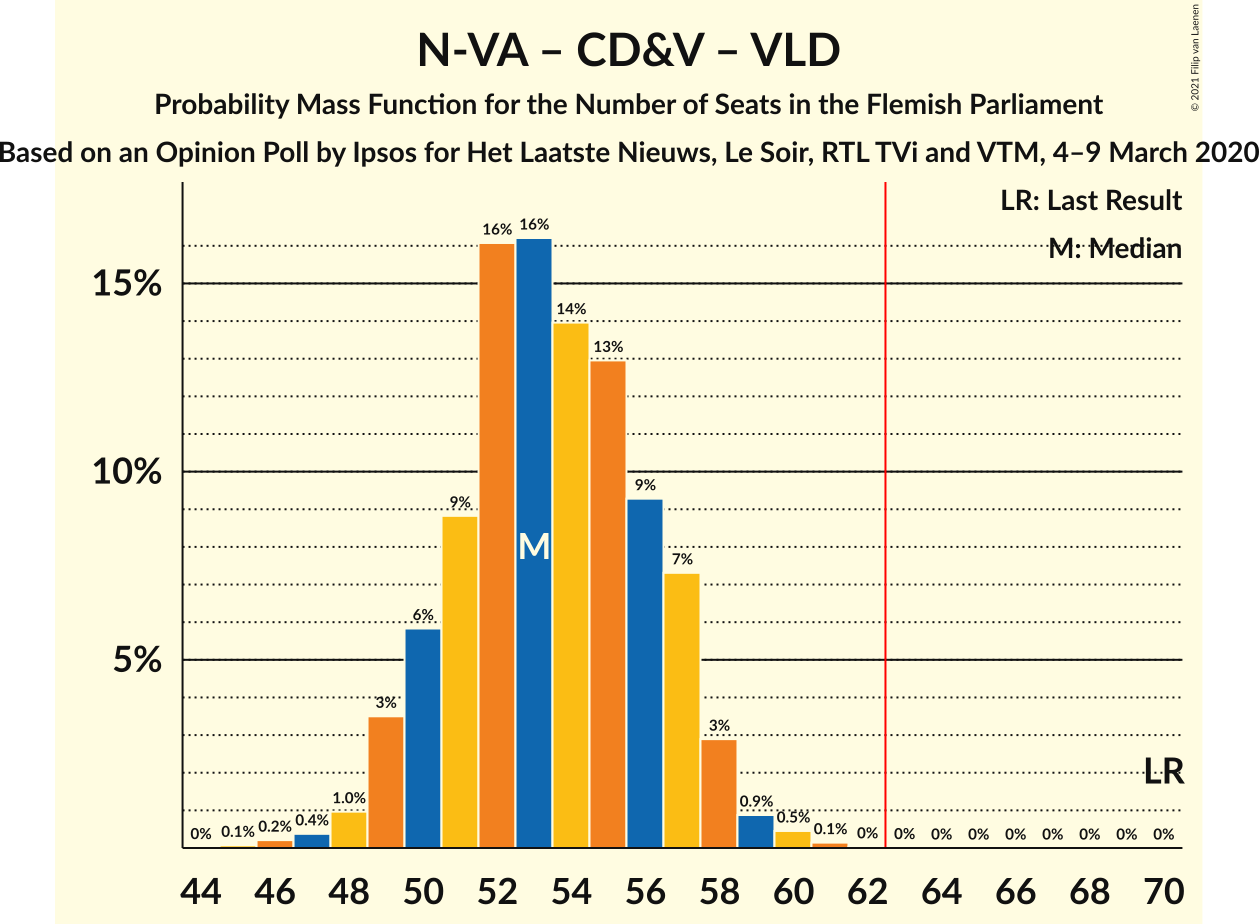 N-VA – CD&V – VLD
Probability Mass Function for the Number of Seats in the Flemish Parliament
Based on an Opinion Poll by Ipsos for Het Laatste Nieuws, Le Soir, RTL TVi and VTM, 4–9 March 2020
© 2021 Filip van Laenen
LR: Last Result
M: Median
15%
10%
5%
0% 0.1% 0.2% 0.4% 1.0% 3% 6% 9% 16% 16% 14% 13% 9% 7% 3% 0.9% 0.5% 0.1% 0% 0% 0% 0% 0% 0% 0% 0% 0%
M
LR
44 46 48 50 52 54 56 58 60 62 64 66 68 70